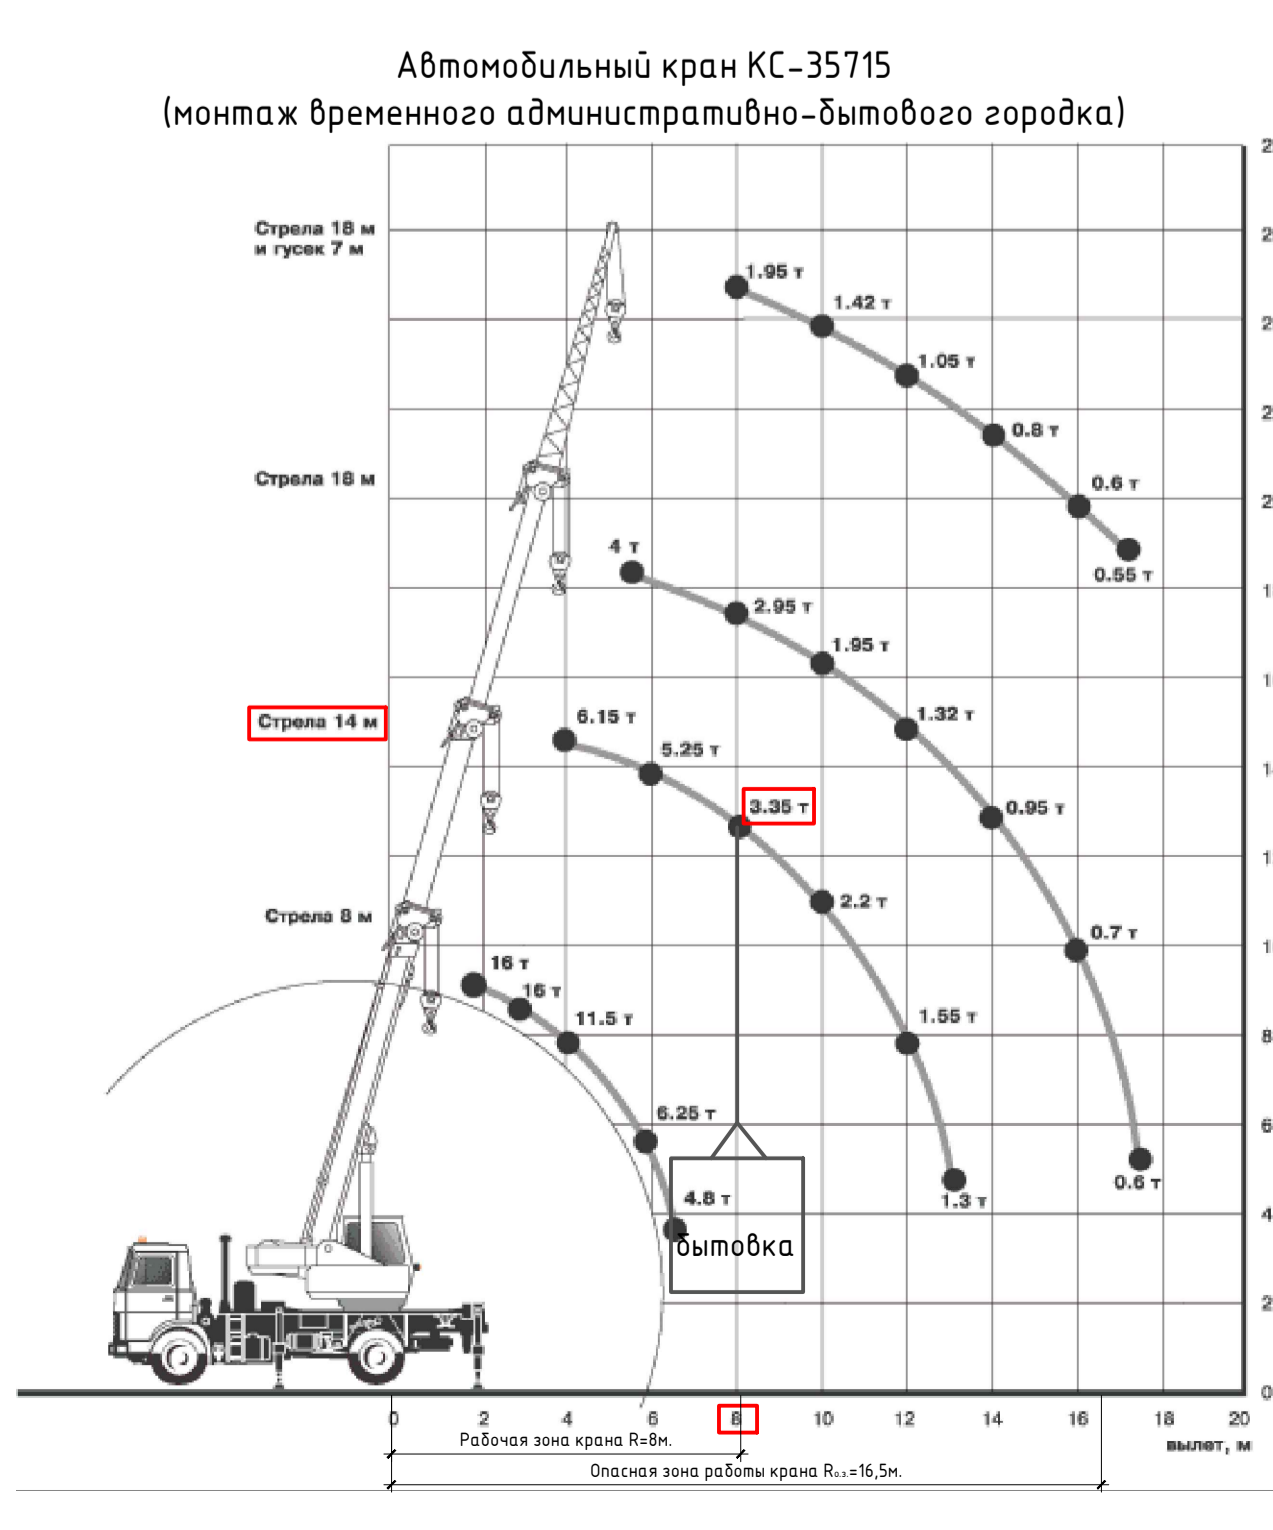 Автомобильный кран КС-35715
(монтаж временного административно-бытового городка)
Стрела 18 м
и гусек 7 м
1.95 т
1.42 т
1.05 т
0.8 т
Стрела 18 м
0.6 т
4 т
0.55 т
2.95 т
1.95 т
Стрела 14 м
6.15 т
1.32 т
5.25 т
3.35 т
0.95 т
2.2 т
Стрела 8 м
0.7 т
16 т
16 т
11.5 т
1.55 т
8
6.25 т
6
4.8 т
0.6 т
1.3 т
4
бытовка
2
0
0 2 4 6 8 10 12 14 16 18 20
Рабочая зона крана R=8м.
вылет, м
Опасная зона работы крана Rо.з.=16,5м.